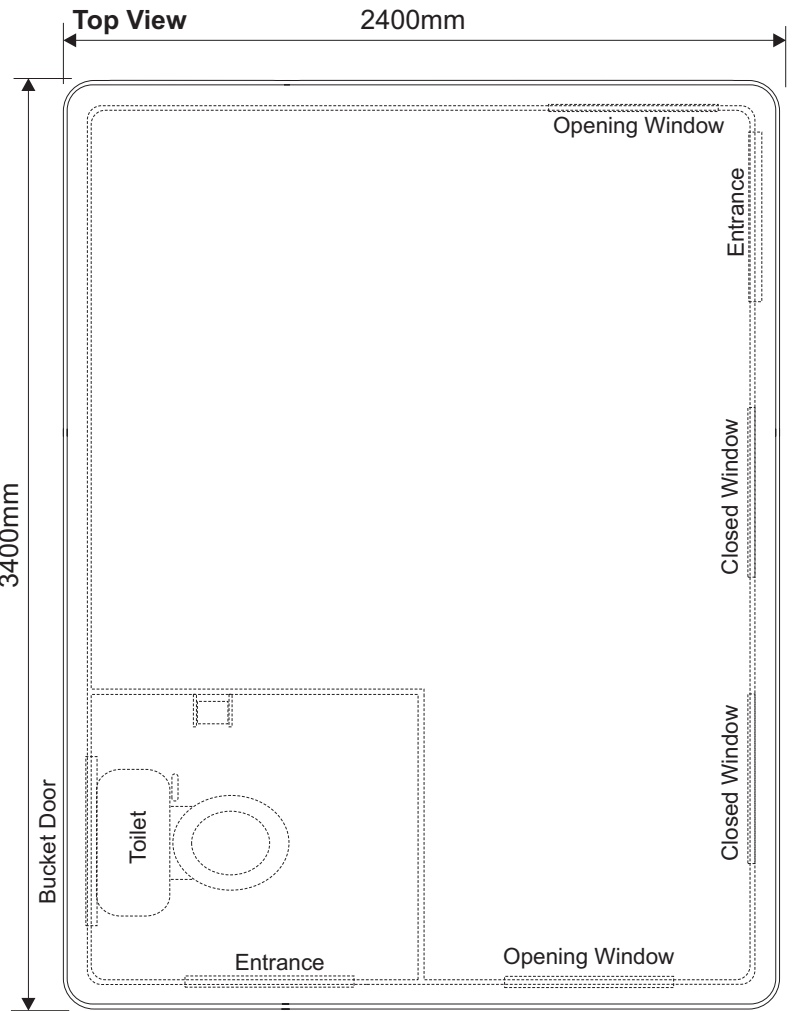 Top View
2400mm
Opening Window
Entrance
Closed Window
3400mm
Closed Window
Bucket Door
Toilet
Entrance
Opening Window